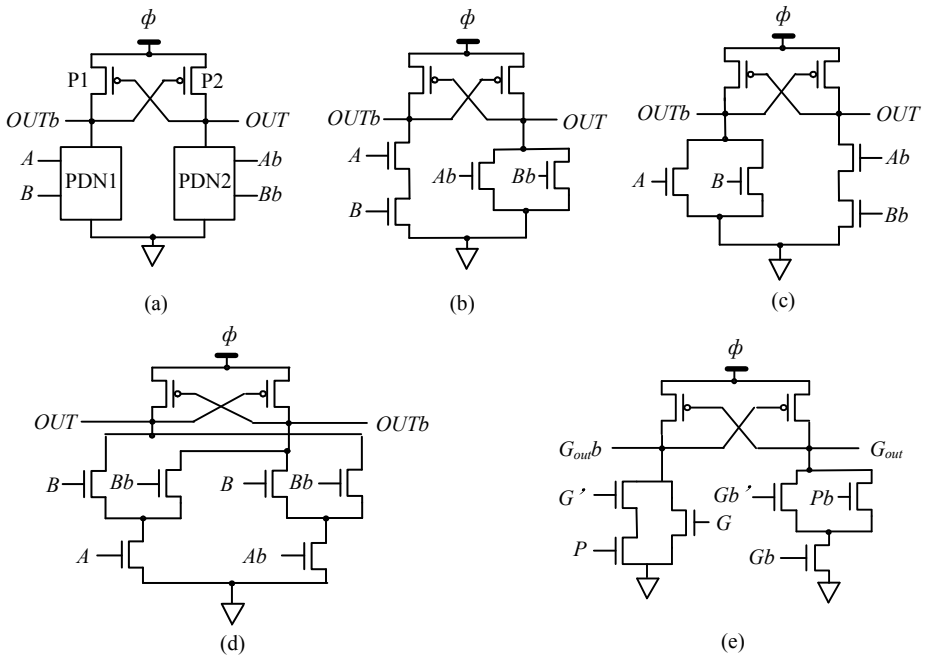 ϕ
P1
P2
OUTb
OUT
A
B
PDN1
PDN2
Ab
Bb
(a)
ϕ
OUTb
OUT
A
B
Ab
Bb
(b)
ϕ
OUTb
OUT
A
B
Ab
Bb
(c)
ϕ
OUT
OUTb
B
Bb
B
Bb
A
Ab
(d)
ϕ
Goutb
Gout
G'
P
G
Gb'
Pb
Gb
(e)